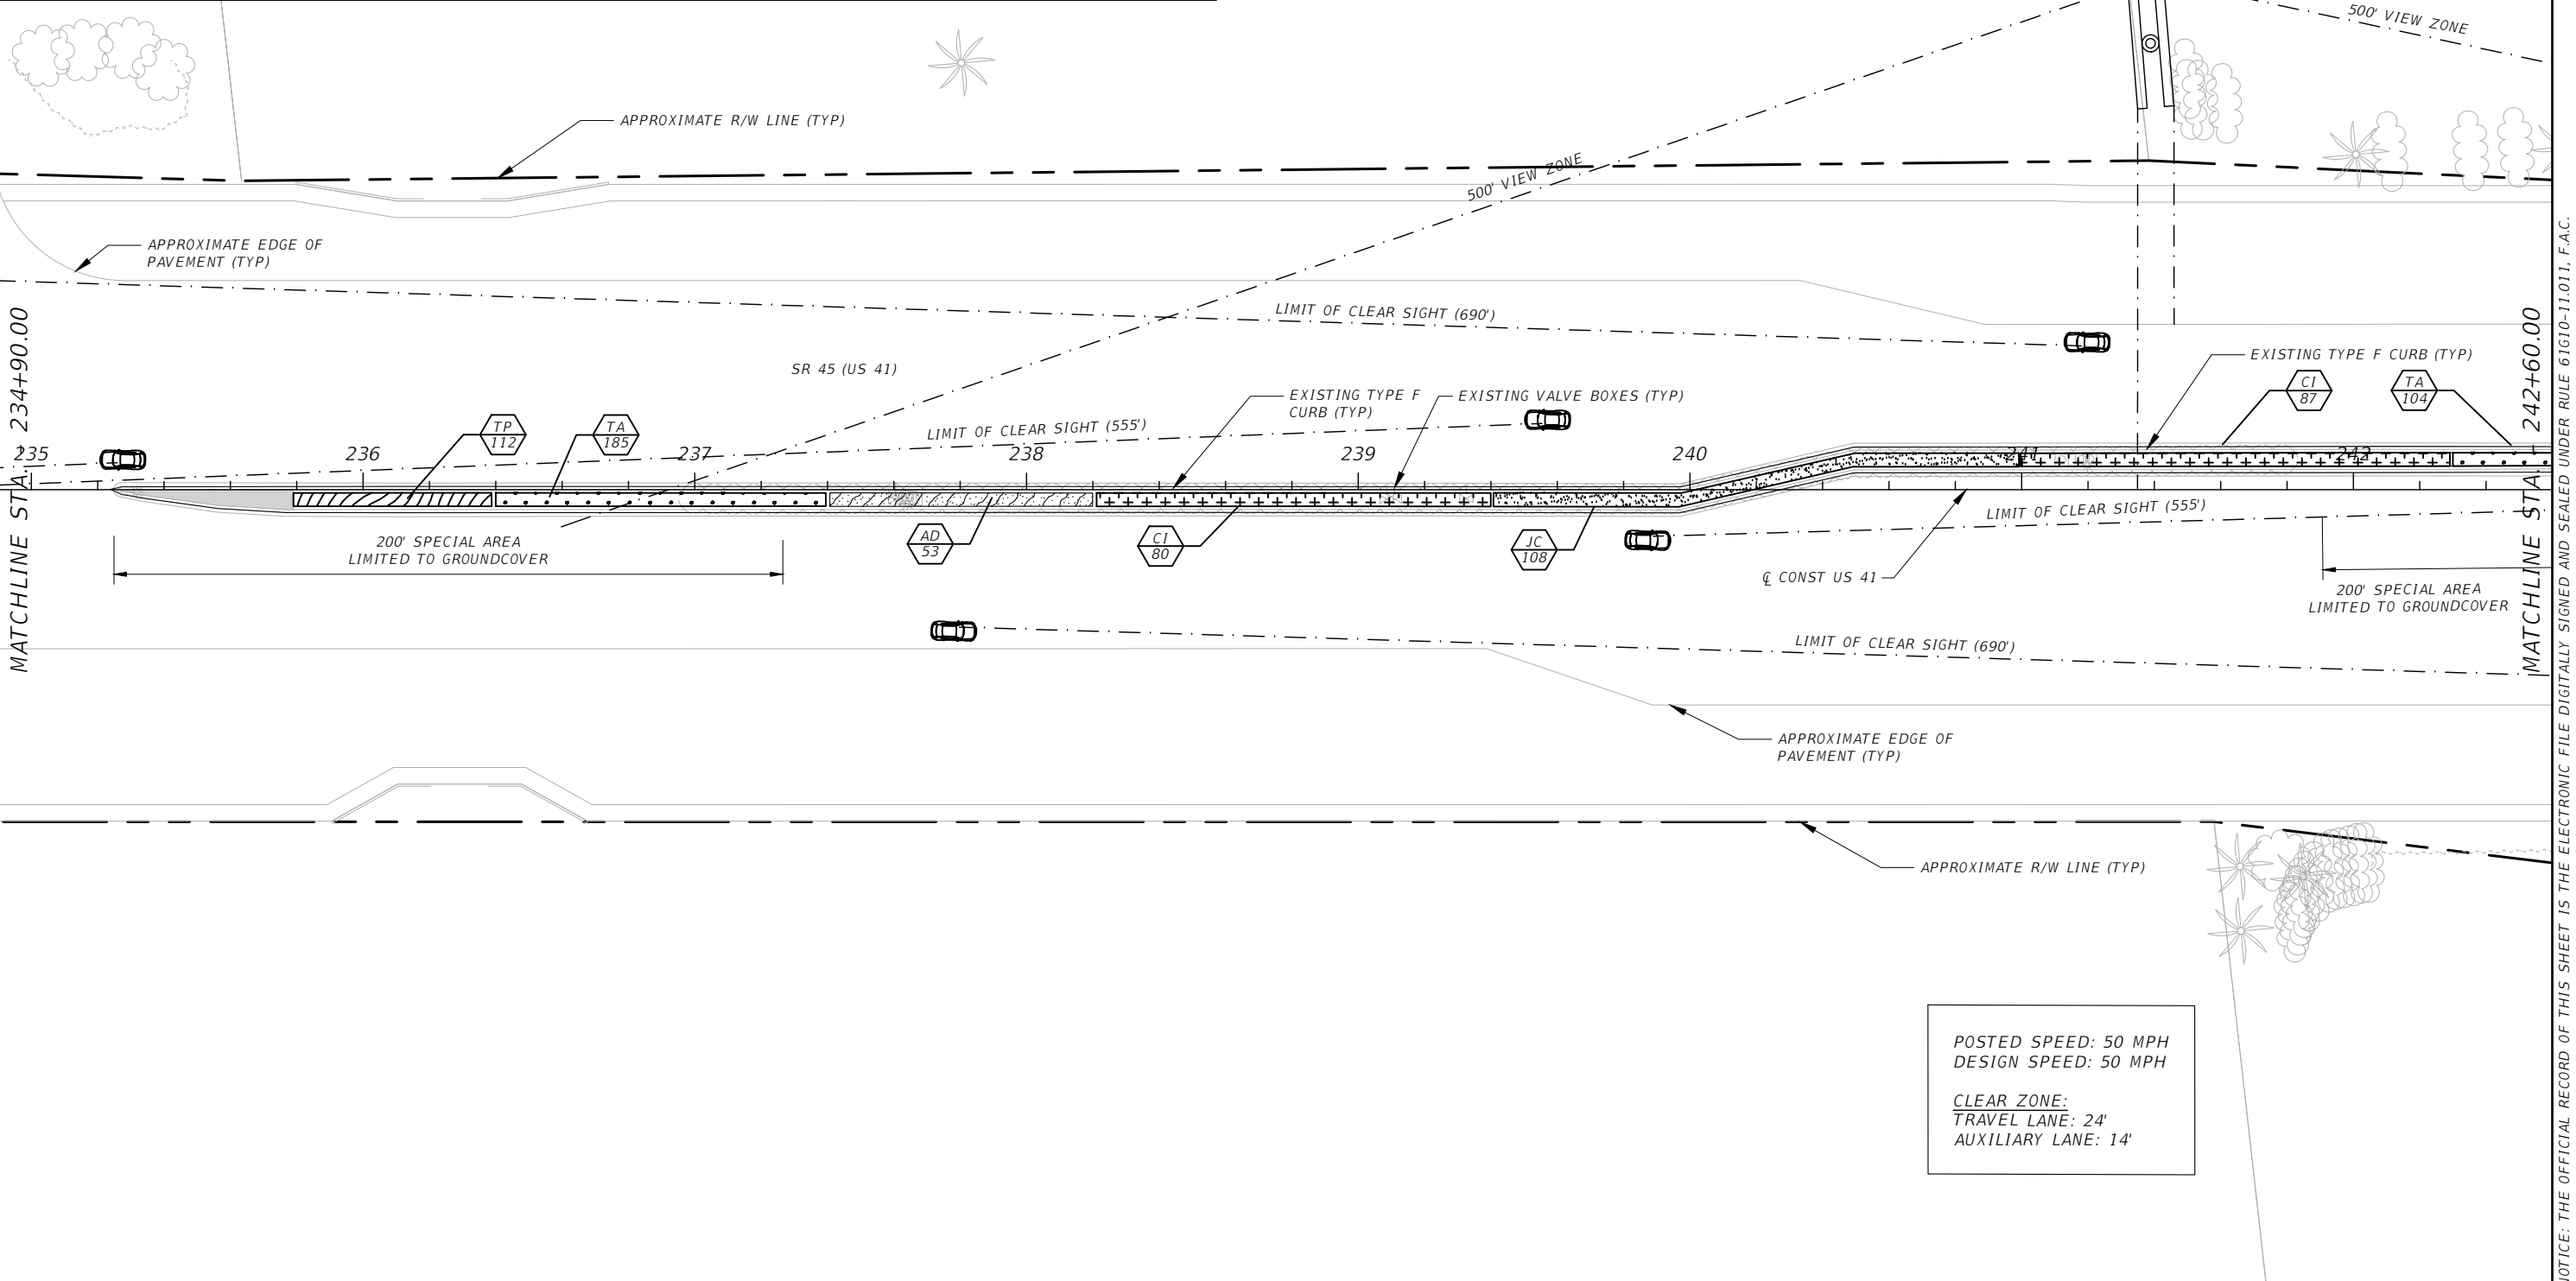 500' VIEW ZONE
APPROXIMATE R/W LINE (TYP)
500' VIEW ZONE
APPROXIMATE EDGE OF
PAVEMENT (TYP)
LIMIT OF CLEAR SIGHT (690')
SR 45 (US 41)
EXISTING TYPE F CURB (TYP)
CI
87
TA
104
EXISTING TYPE F
CURB (TYP)
EXISTING VALVE BOXES (TYP)
TP
112
TA
185
LIMIT OF CLEAR SIGHT (555')
235
236
237
238
239
240
241
242
MATCHLINE STA. 234+90.00
MATCHLINE STA. 242+60.00
200' SPECIAL AREA
LIMITED TO GROUNDCOVER
AD
53
CI
80
JC
108
LIMIT OF CLEAR SIGHT (555')
℄ CONST US 41
200' SPECIAL AREA
LIMITED TO GROUNDCOVER
LIMIT OF CLEAR SIGHT (690')
APPROXIMATE EDGE OF
PAVEMENT (TYP)
APPROXIMATE R/W LINE (TYP)
POSTED SPEED: 50 MPH
DESIGN SPEED: 50 MPH
CLEAR ZONE:
TRAVEL LANE: 24'
AUXILIARY LANE: 14'
OTICE: THE OFFICIAL RECORD OF THIS SHEET IS THE ELECTRONIC FILE DIGITALLY SIGNED AND SEALED UNDER RULE 61G10-11.011, F.A.C.